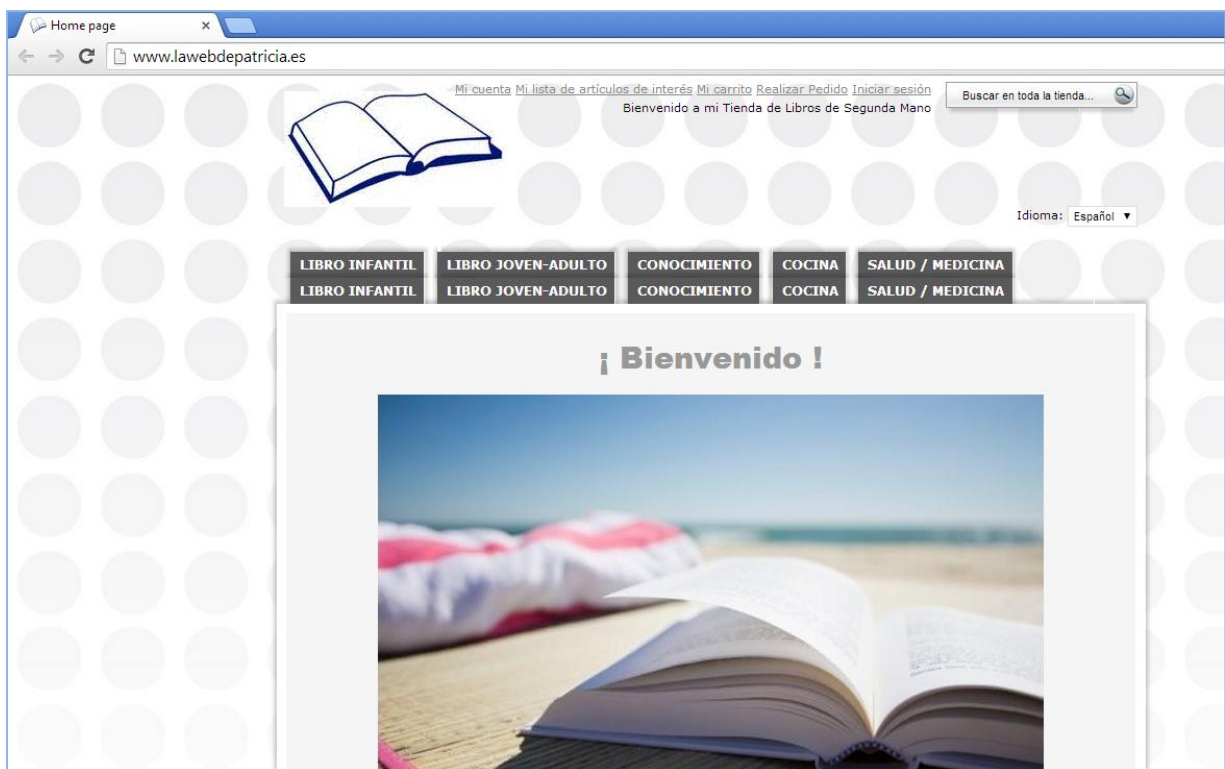 Home page
www.lawebdepatricia.es
Mi cuenta Mi lista de artículos de interés Mi carrito Realizar Pedido Iniciar sesión
Buscar en toda la tienda...
Bienvenido a mi Tienda de Libros de Segunda Mano
Idioma: Español
LIBRO INFANTIL LIBRO JOVEN-ADULTO CONOCIMIENTO COCINA SALUD / MEDICINA
LIBRO INFANTIL LIBRO JOVEN-ADULTO CONOCIMIENTO COCINA SALUD / MEDICINA
¡ Bienvenido !